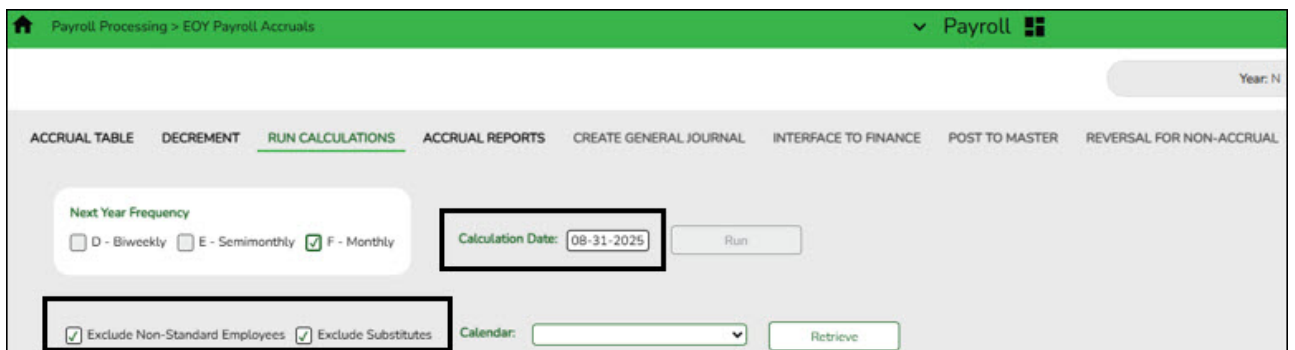 Payroll Processing > EOY Payroll Accruals Payroll
Year: N
ACCRUAL TABLE DECREMENT RUN CALCULATIONS ACCRUAL REPORTS CREATE GENERAL JOURNAL INTERFACE TO FINANCE POST TO MASTER REVERSAL FOR NON-ACCRUAL
Next Year Frequency
D - Biweekly E - Semimonthly F - Monthly
Calculation Date: 08-31-2025 Run
Exclude Non-Standard Employees Exclude Substitutes Calendar: Retrieve